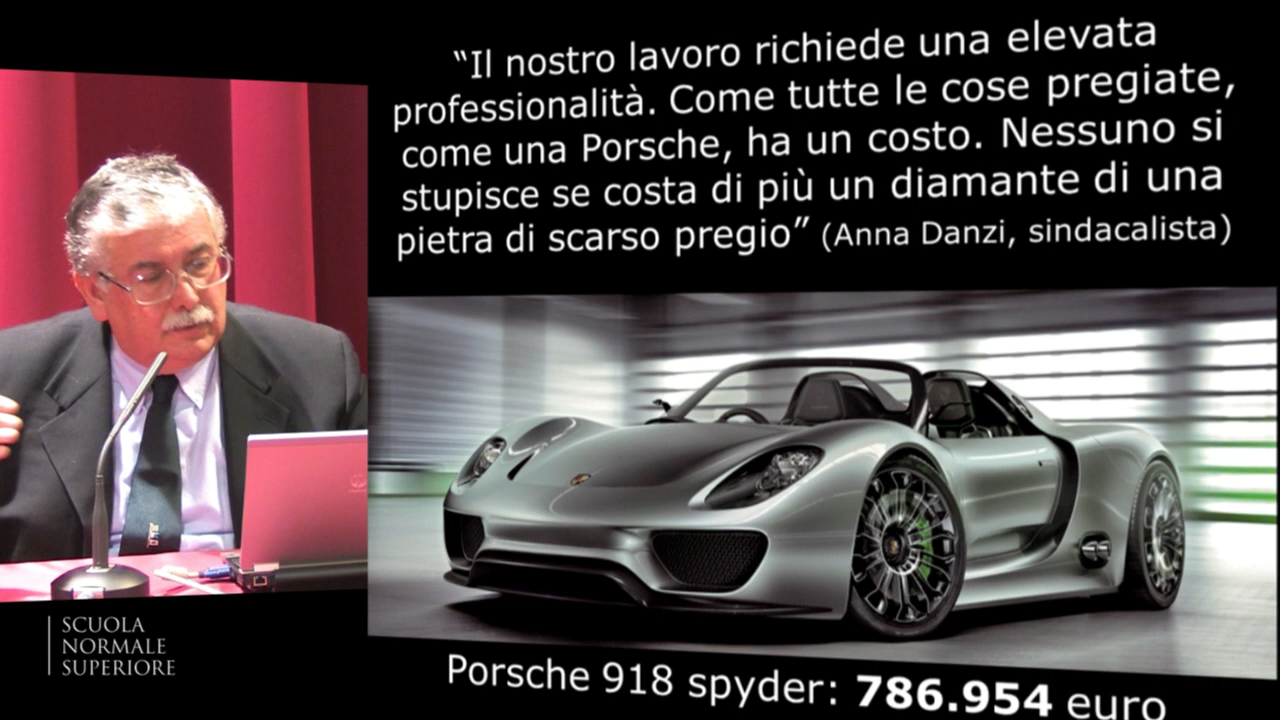 “Il nostro lavoro richiede una elevata
professionalità. Come tutte le cose pregiate,
come una Porsche, ha un costo. Nessuno si
stupisce se costa di più un diamante di una
pietra di scarso pregio” (Anna Danzi, sindacalista)
SCUOLA
NORMALE
SUPERIORE
Porsche 918 spyder: 786.954 euro